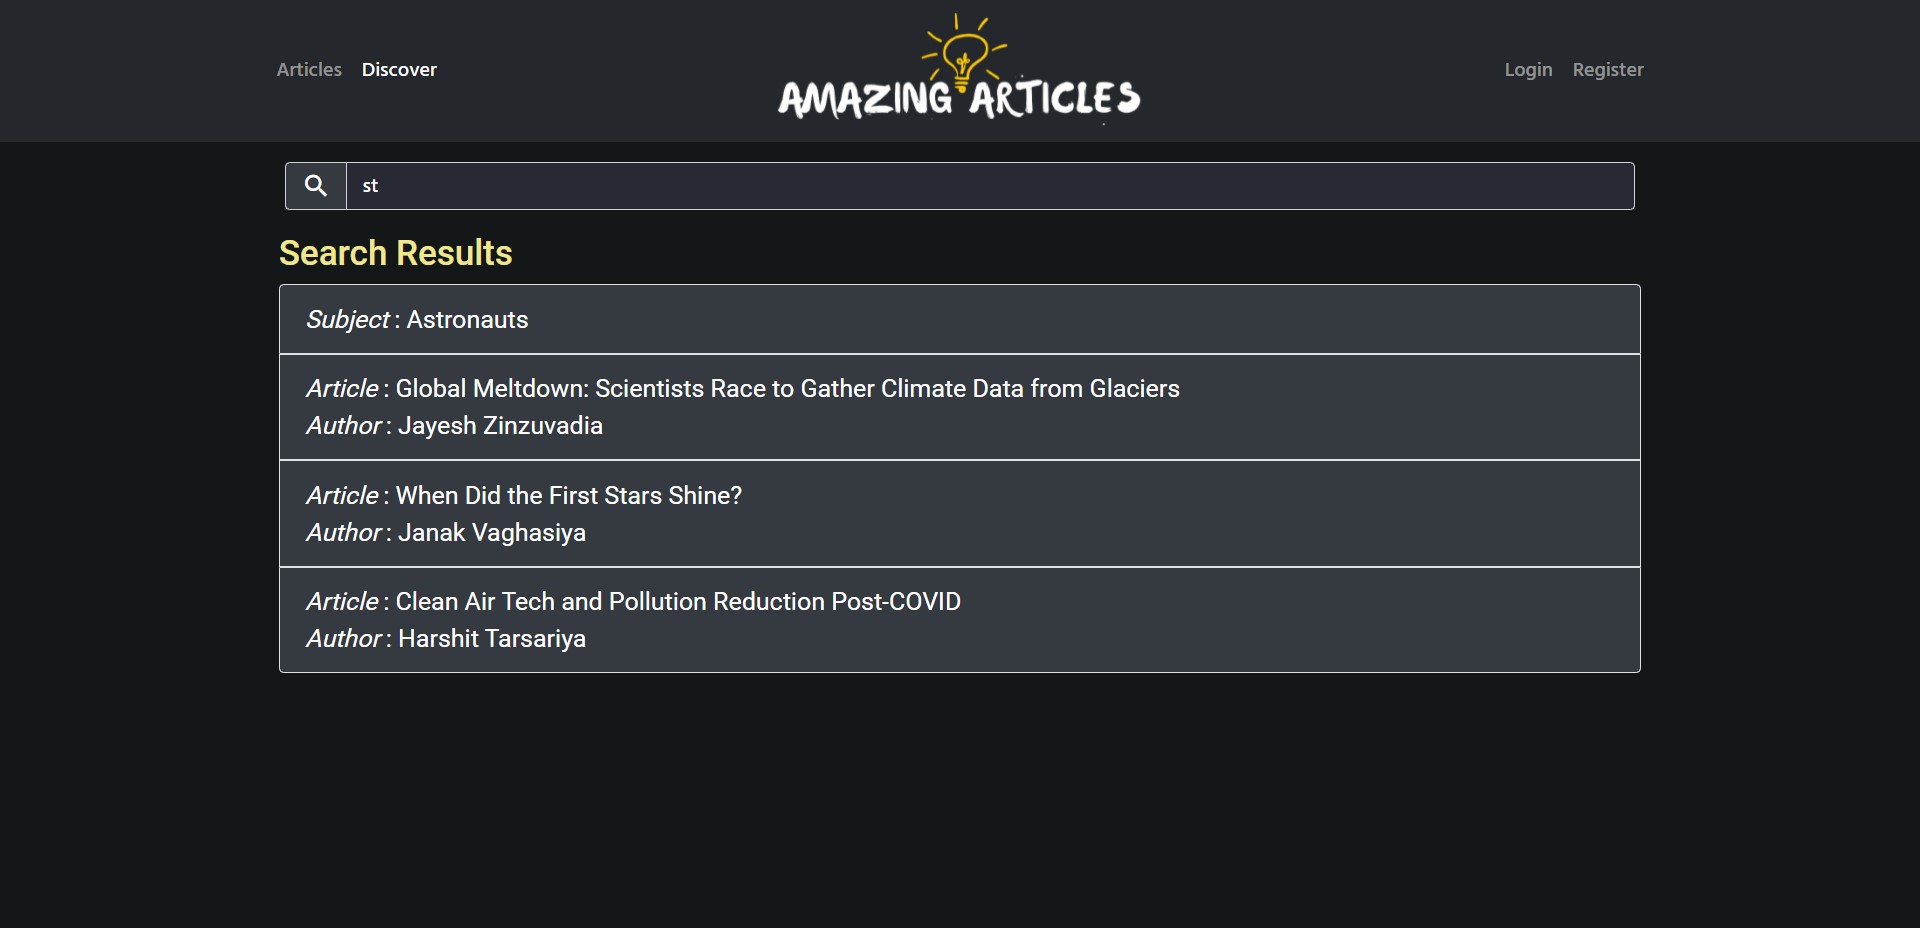 Articles Discover
AMAZING ARTICLES
Login Register
st
Search Results
Subject : Astronauts
Article : Global Meltdown: Scientists Race to Gather Climate Data from Glaciers
Author : Jayesh Zinzuvadia
Article : When Did the First Stars Shine?
Author : Janak Vaghasiya
Article : Clean Air Tech and Pollution Reduction Post-COVID
Author : Harshit Tarsariya